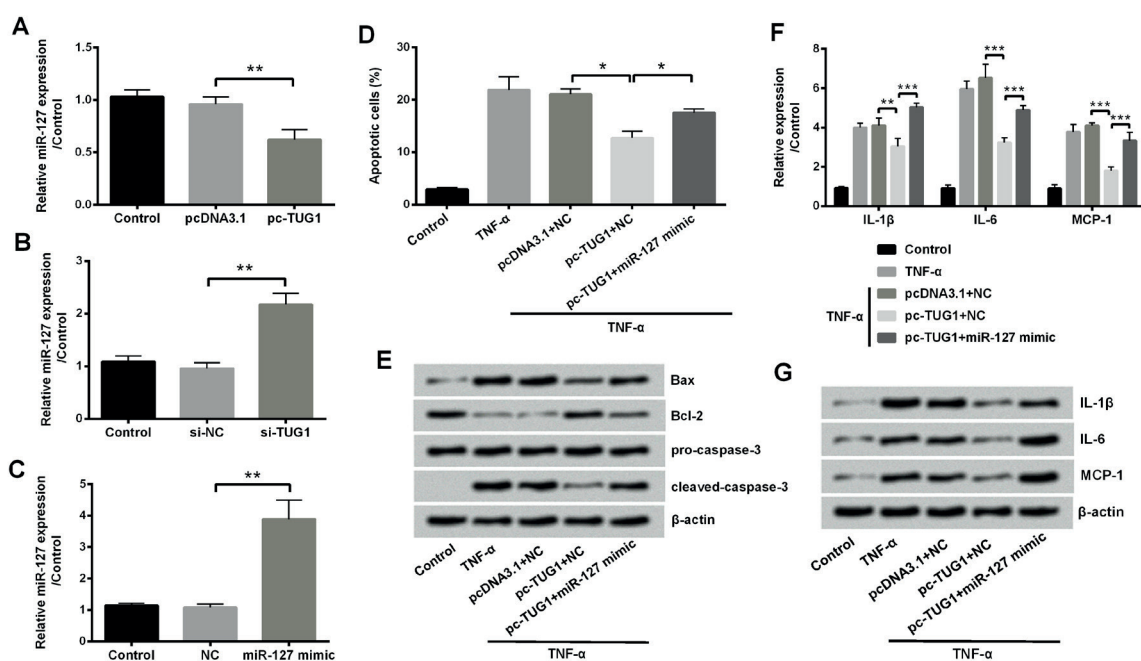 A
Relative miR-127 expression
/Control
1.5
1.0
0.5
0.0
**
Control
pcDNA3.1
pc-TUG1
B
Relative miR-127 expression
/Control
3
2
1
0
**
Control
si-NC
si-TUG1
C
Relative miR-127 expression
/Control
5
4
3
2
1
0
**
Control
NC
miR-127 mimic
D
Apoptotic cells (%)
30
20
10
0
*
*
Control
TNF-α
pcDNA3.1+NC
pc-TUG1+NC
pc-TUG1+miR-127 mimic
TNF-α
E
Bax
Bcl-2
pro-caspase-3
cleaved-caspase-3
β-actin
Control
TNF-α
pcDNA3.1+NC
pc-TUG1+NC
pc-TUG1+miR-127 mimic
TNF-α
F
Relative expression
/Control
8
6
4
2
0
**
***
***
***
***
***
IL-1β
IL-6
MCP-1
Control
TNF-α
pcDNA3.1+NC
pc-TUG1+NC
pc-TUG1+miR-127 mimic
TNF-α
G
IL-1β
IL-6
MCP-1
β-actin
Control
TNF-α
pcDNA3.1+NC
pc-TUG1+NC
pc-TUG1+miR-127 mimic
TNF-α